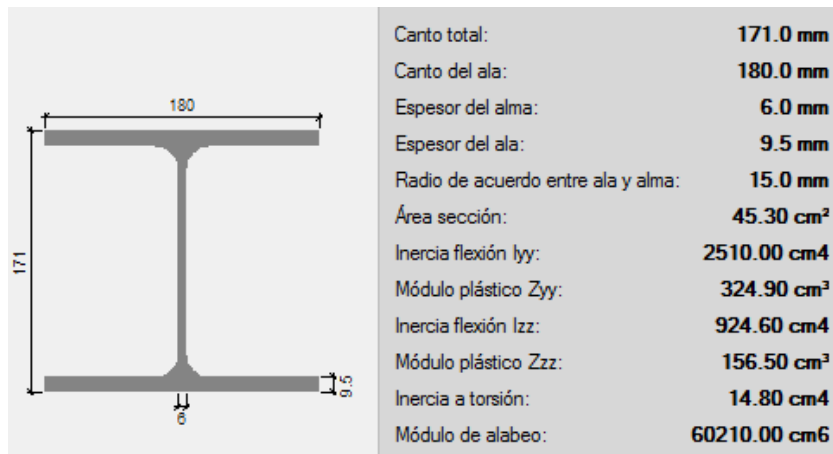 180
171
9.5
6
Canto total: 171.0 mm
Canto del ala: 180.0 mm
Espesor del alma: 6.0 mm
Espesor del ala: 9.5 mm
Radio de acuerdo entre ala y alma: 15.0 mm
Área sección: 45.30 cm²
Inercia flexión Iyy: 2510.00 cm4
Módulo plástico Zyy: 324.90 cm³
Inercia flexión Izz: 924.60 cm4
Módulo plástico Zzz: 156.50 cm³
Inercia a torsión: 14.80 cm4
Módulo de alabeo: 60210.00 cm6